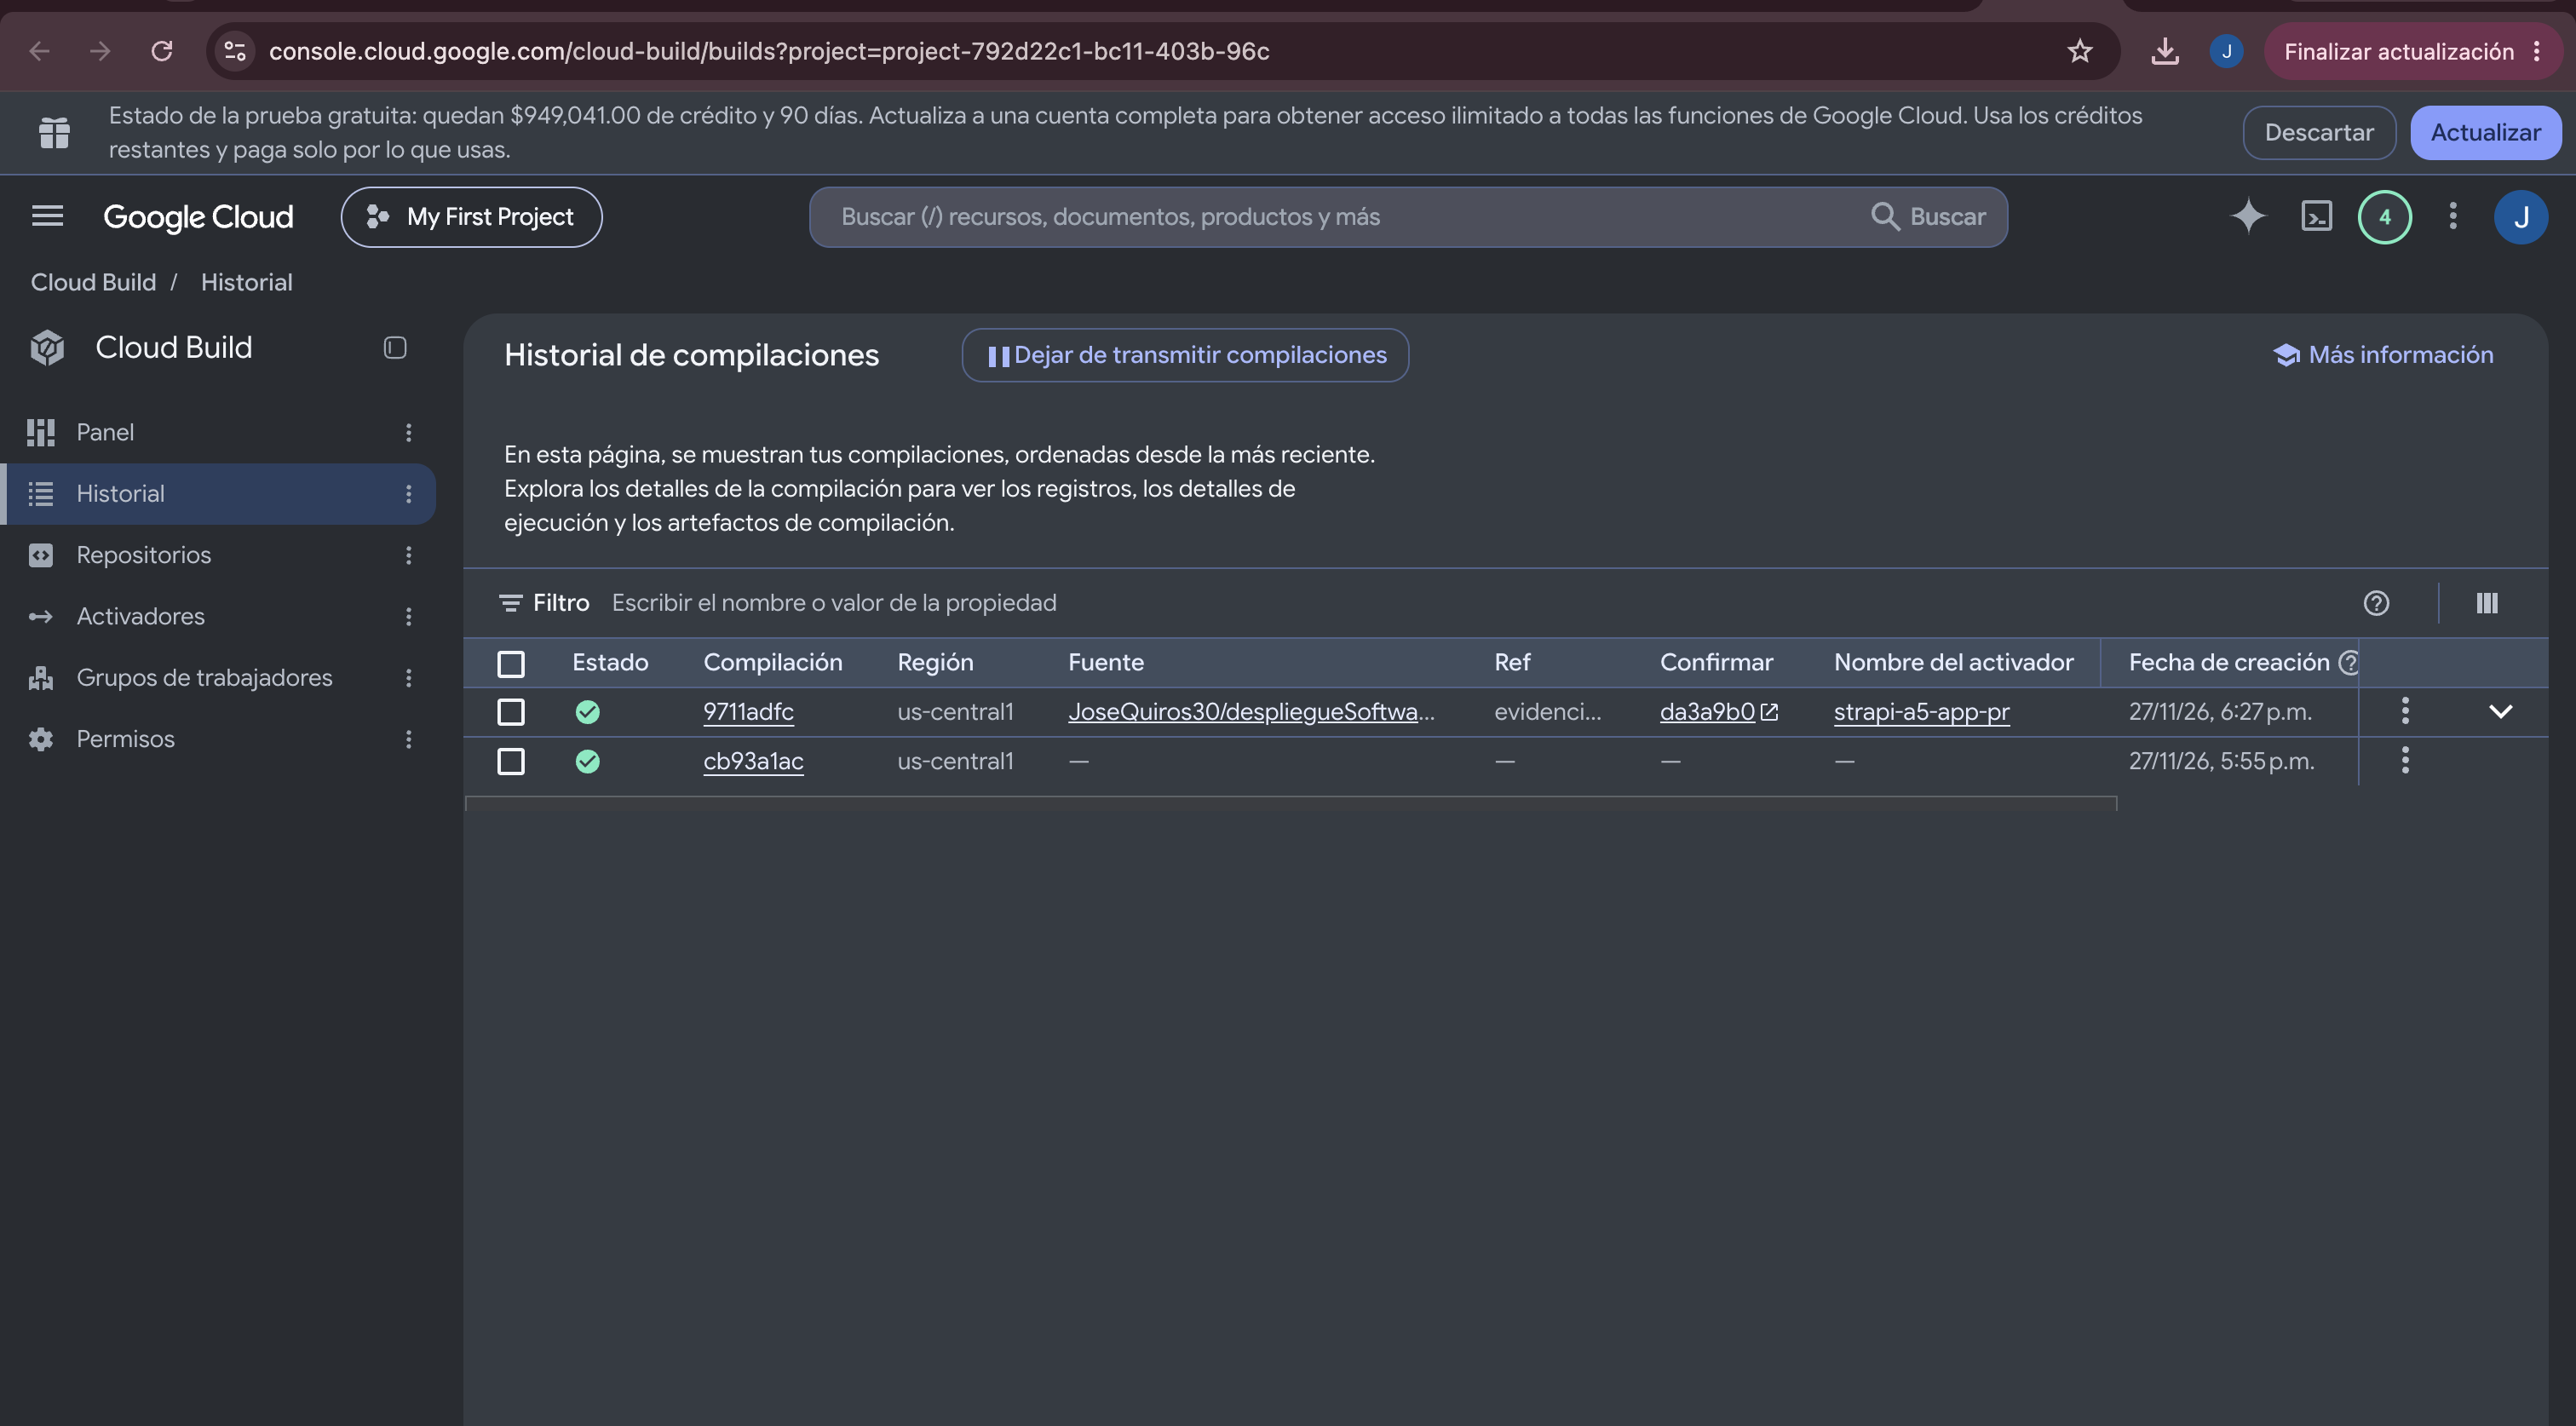 console.cloud.google.com/cloud-build/builds?project=project-792d22c1-bc11-403b-96c
J
Finalizar actualización
Estado de la prueba gratuita: quedan $949,041.00 de crédito y 90 días. Actualiza a una cuenta completa para obtener acceso ilimitado a todas las funciones de Google Cloud. Usa los créditos
restantes y paga solo por lo que usas.
Descartar
Actualizar
Google Cloud
My First Project
Buscar (/) recursos, documentos, productos y más
Buscar
4
J
Cloud Build / Historial
Cloud Build
Panel
Historial
Repositorios
Activadores
Grupos de trabajadores
Permisos
Historial de compilaciones
Dejar de transmitir compilaciones
Más información
En esta página, se muestran tus compilaciones, ordenadas desde la más reciente.
Explora los detalles de la compilación para ver los registros, los detalles de
ejecución y los artefactos de compilación.
Filtro Escribir el nombre o valor de la propiedad
Estado Compilación Región Fuente Ref Confirmar Nombre del activador Fecha de creación
9711adfc us-central1 JoseQuiros30/despliegueSoftwa... evidenci... da3a9b0 strapi-a5-app-pr 27/11/26, 6:27 p.m.
cb93a1ac us-central1 — — — — 27/11/26, 5:55 p.m.